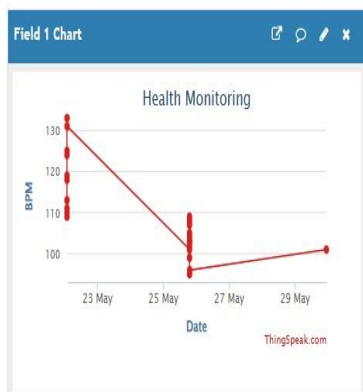 Field 1 Chart
Health Monitoring
BPM
130
120
110
100
23 May 25 May 27 May 29 May
Date
ThingSpeak.com